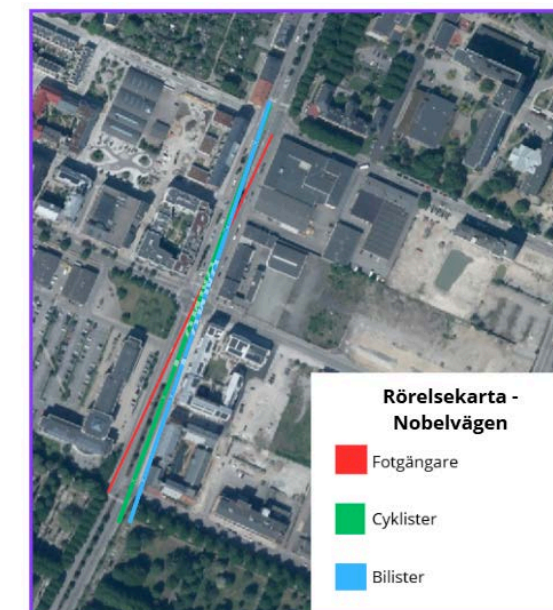 Rörelsekarta -
Nobelvägen
Fotgängare
Cyklister
Bilister